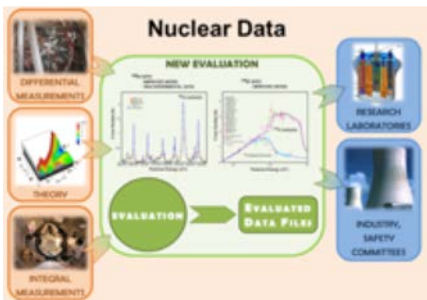 Nuclear Data
NEW EVALUATION
DIFFERENTIAL
MEASUREMENTS
THEORY
INTEGRAL
MEASUREMENTS
EVALUATION
EVALUATED
DATA FILES
RESEARCH
LABORATORIES
INDUSTRY,
SAFETY
COMMITTEES